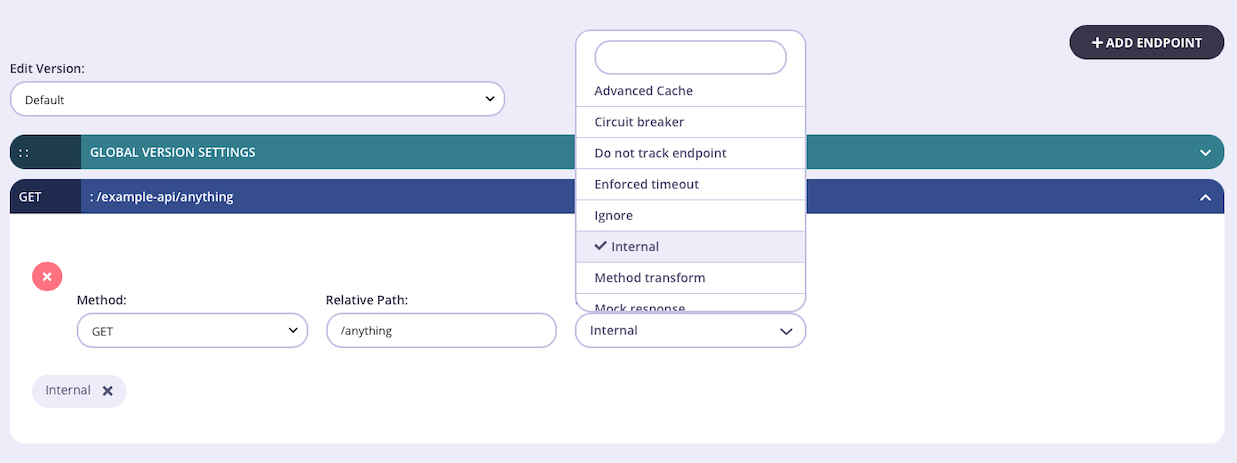 + ADD ENDPOINT
Edit Version:
Default
:: GLOBAL VERSION SETTINGS
GET : /example-api/anything
Advanced Cache
Circuit breaker
Do not track endpoint
Enforced timeout
Ignore
Internal
Method transform
Mock response
Method:
GET
Relative Path:
/anything
Internal
Internal